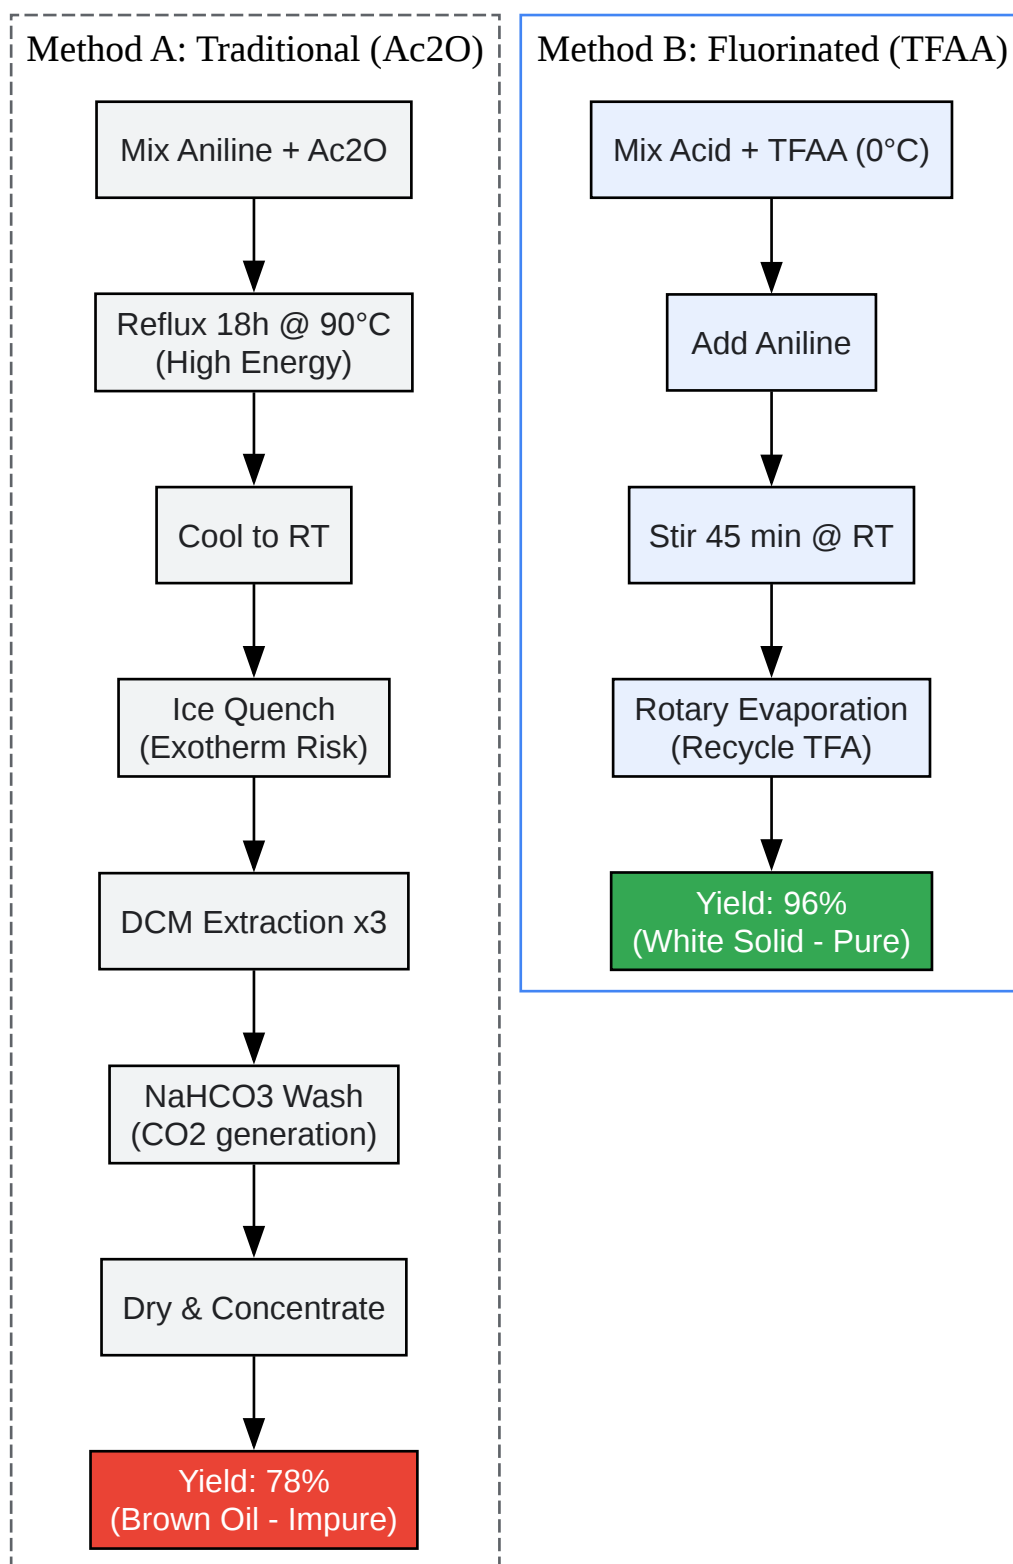 Method A: Traditional (Ac2O)
Mix Aniline + Ac2O
Reflux 18h @ 90°C
(High Energy)
Cool to RT
Ice Quench
(Exotherm Risk)
DCM Extraction x3
NaHCO3 Wash
(CO2 generation)
Dry & Concentrate
Yield: 78%
(Brown Oil - Impure)
Method B: Fluorinated (TFAA)
Mix Acid + TFAA (0°C)
Add Aniline
Stir 45 min @ RT
Rotary Evaporation
(Recycle TFA)
Yield: 96%
(White Solid - Pure)